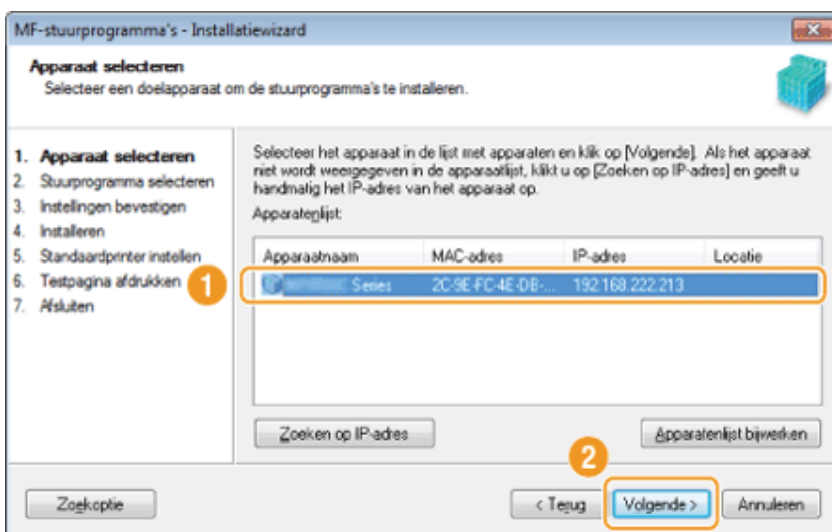 MF-stuurprogramma's - Installatiewizard
Apparaat selecteren
Selecteer een doelapparaat om de stuurprogramma's te installeren.
1. Apparaat selecteren
2. Stuurprogramma selecteren
3. Instellingen bevestigen
4. Installeren
5. Standaardprinter instellen
6. Testpagina afdrukken
7. Afsluiten
Selecteer het apparaat in de lijst met apparaten en klik op [Volgende]. Als het apparaat
niet wordt weergegeven in de apparaatlijst, klikt u op [Zoeken op IP-adres] en geeft u
handmatig het IP-adres van het apparaat op.
Apparatenlijst:
Apparaatnaam MAC-adres IP-adres Locatie
1
Series 2C-9E-FC-4E-DB-... 192.168.222.213
Zoeken op IP-adres Apparatenlijst bijwerken
2
Zoekoptie < Terug Volgende > Annuleren